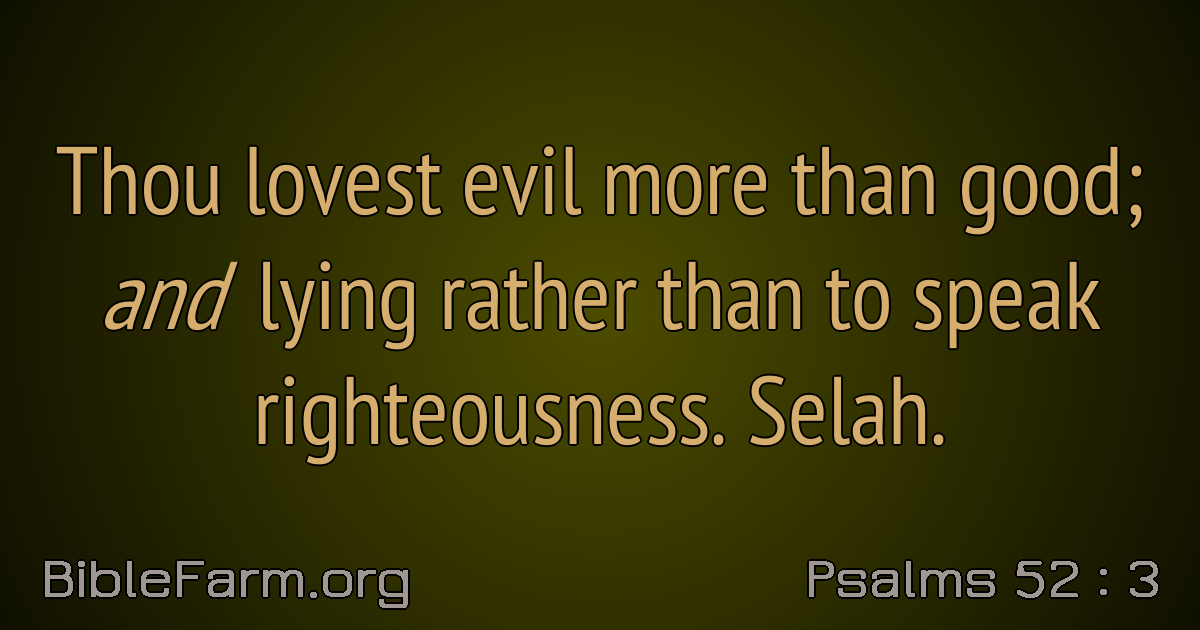 Thou lovest evil more than good;
and lying rather than to speak
righteousness. Selah.
BibleFarm.org
Psalms 52 : 3